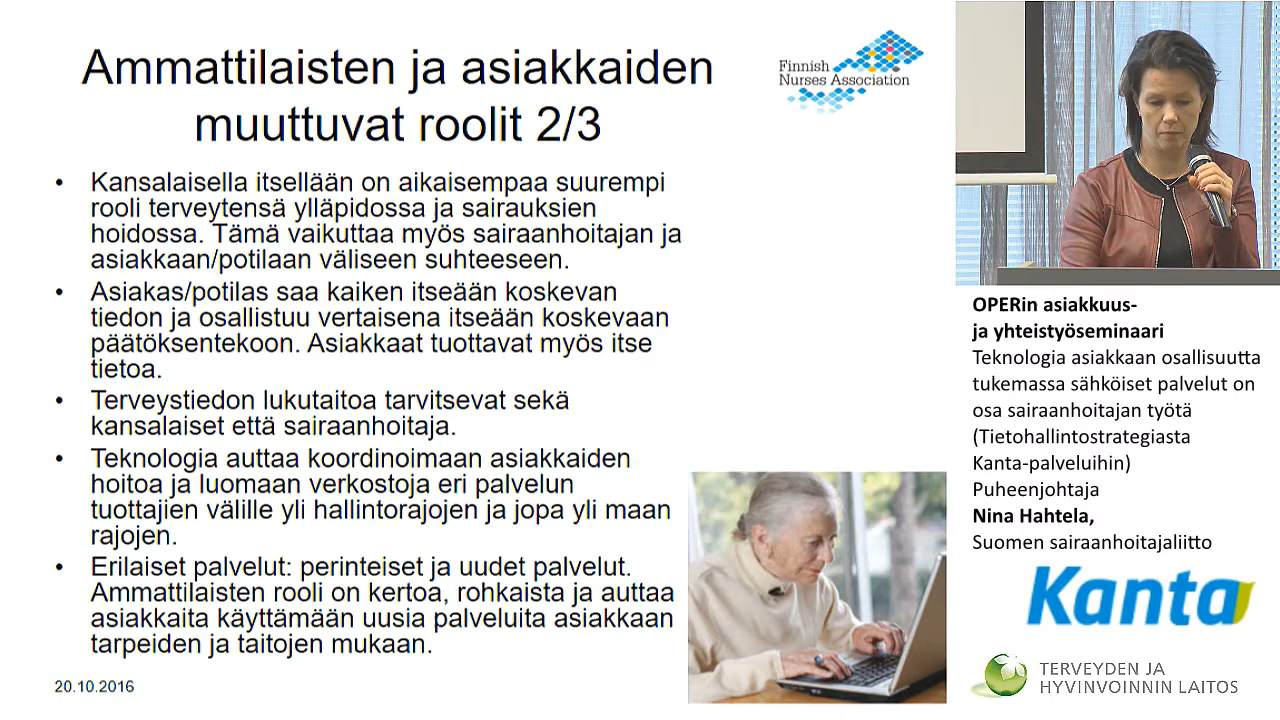 Ammattilaisten ja asiakkaiden
muuttuvat roolit 2/3
Finnish
Nurses Association
• Kansalaisella itsellään on aikaisempaa suurempi
rooli terveytensä ylläpidossa ja sairauksien
hoidossa. Tämä vaikuttaa myös sairaanhoitajan ja
asiakkaan/potilaan väliseen suhteeseen.
• Asiakas/potilas saa kaiken itseään koskevan
tiedon ja osallistuu vertaisena itseään koskevaan
päätöksentekoon. Asiakkaat tuottavat myös itse
tietoa.
• Terveystiedon lukutaitoa tarvitsevat sekä
kansalaiset että sairaanhoitaja.
• Teknologia auttaa koordinoimaan asiakkaiden
hoitoa ja luomaan verkostoja eri palvelun
tuottajien välille yli hallintorajojen ja jopa yli maan
rajojen.
• Erilaiset palvelut: perinteiset ja uudet palvelut.
Ammattilaisten rooli on kertoa, rohkaista ja auttaa
asiakkaita käyttämään uusia palveluita asiakkaan
tarpeiden ja taitojen mukaan.
20.10.2016
OPERin asiakkuus-
ja yhteistyöseminaari
Teknologia asiakkaan osallisuutta
tukemassa sähköiset palvelut on
osa sairaanhoitajan työtä
(Tietohallintostrategiasta
Kanta-palveluihin)
Puheenjohtaja
Nina Hahtela,
Suomen sairaanhoitajaliitto
Kanta
TERVEYDEN JA
HYVINVOINNIN LAITOS